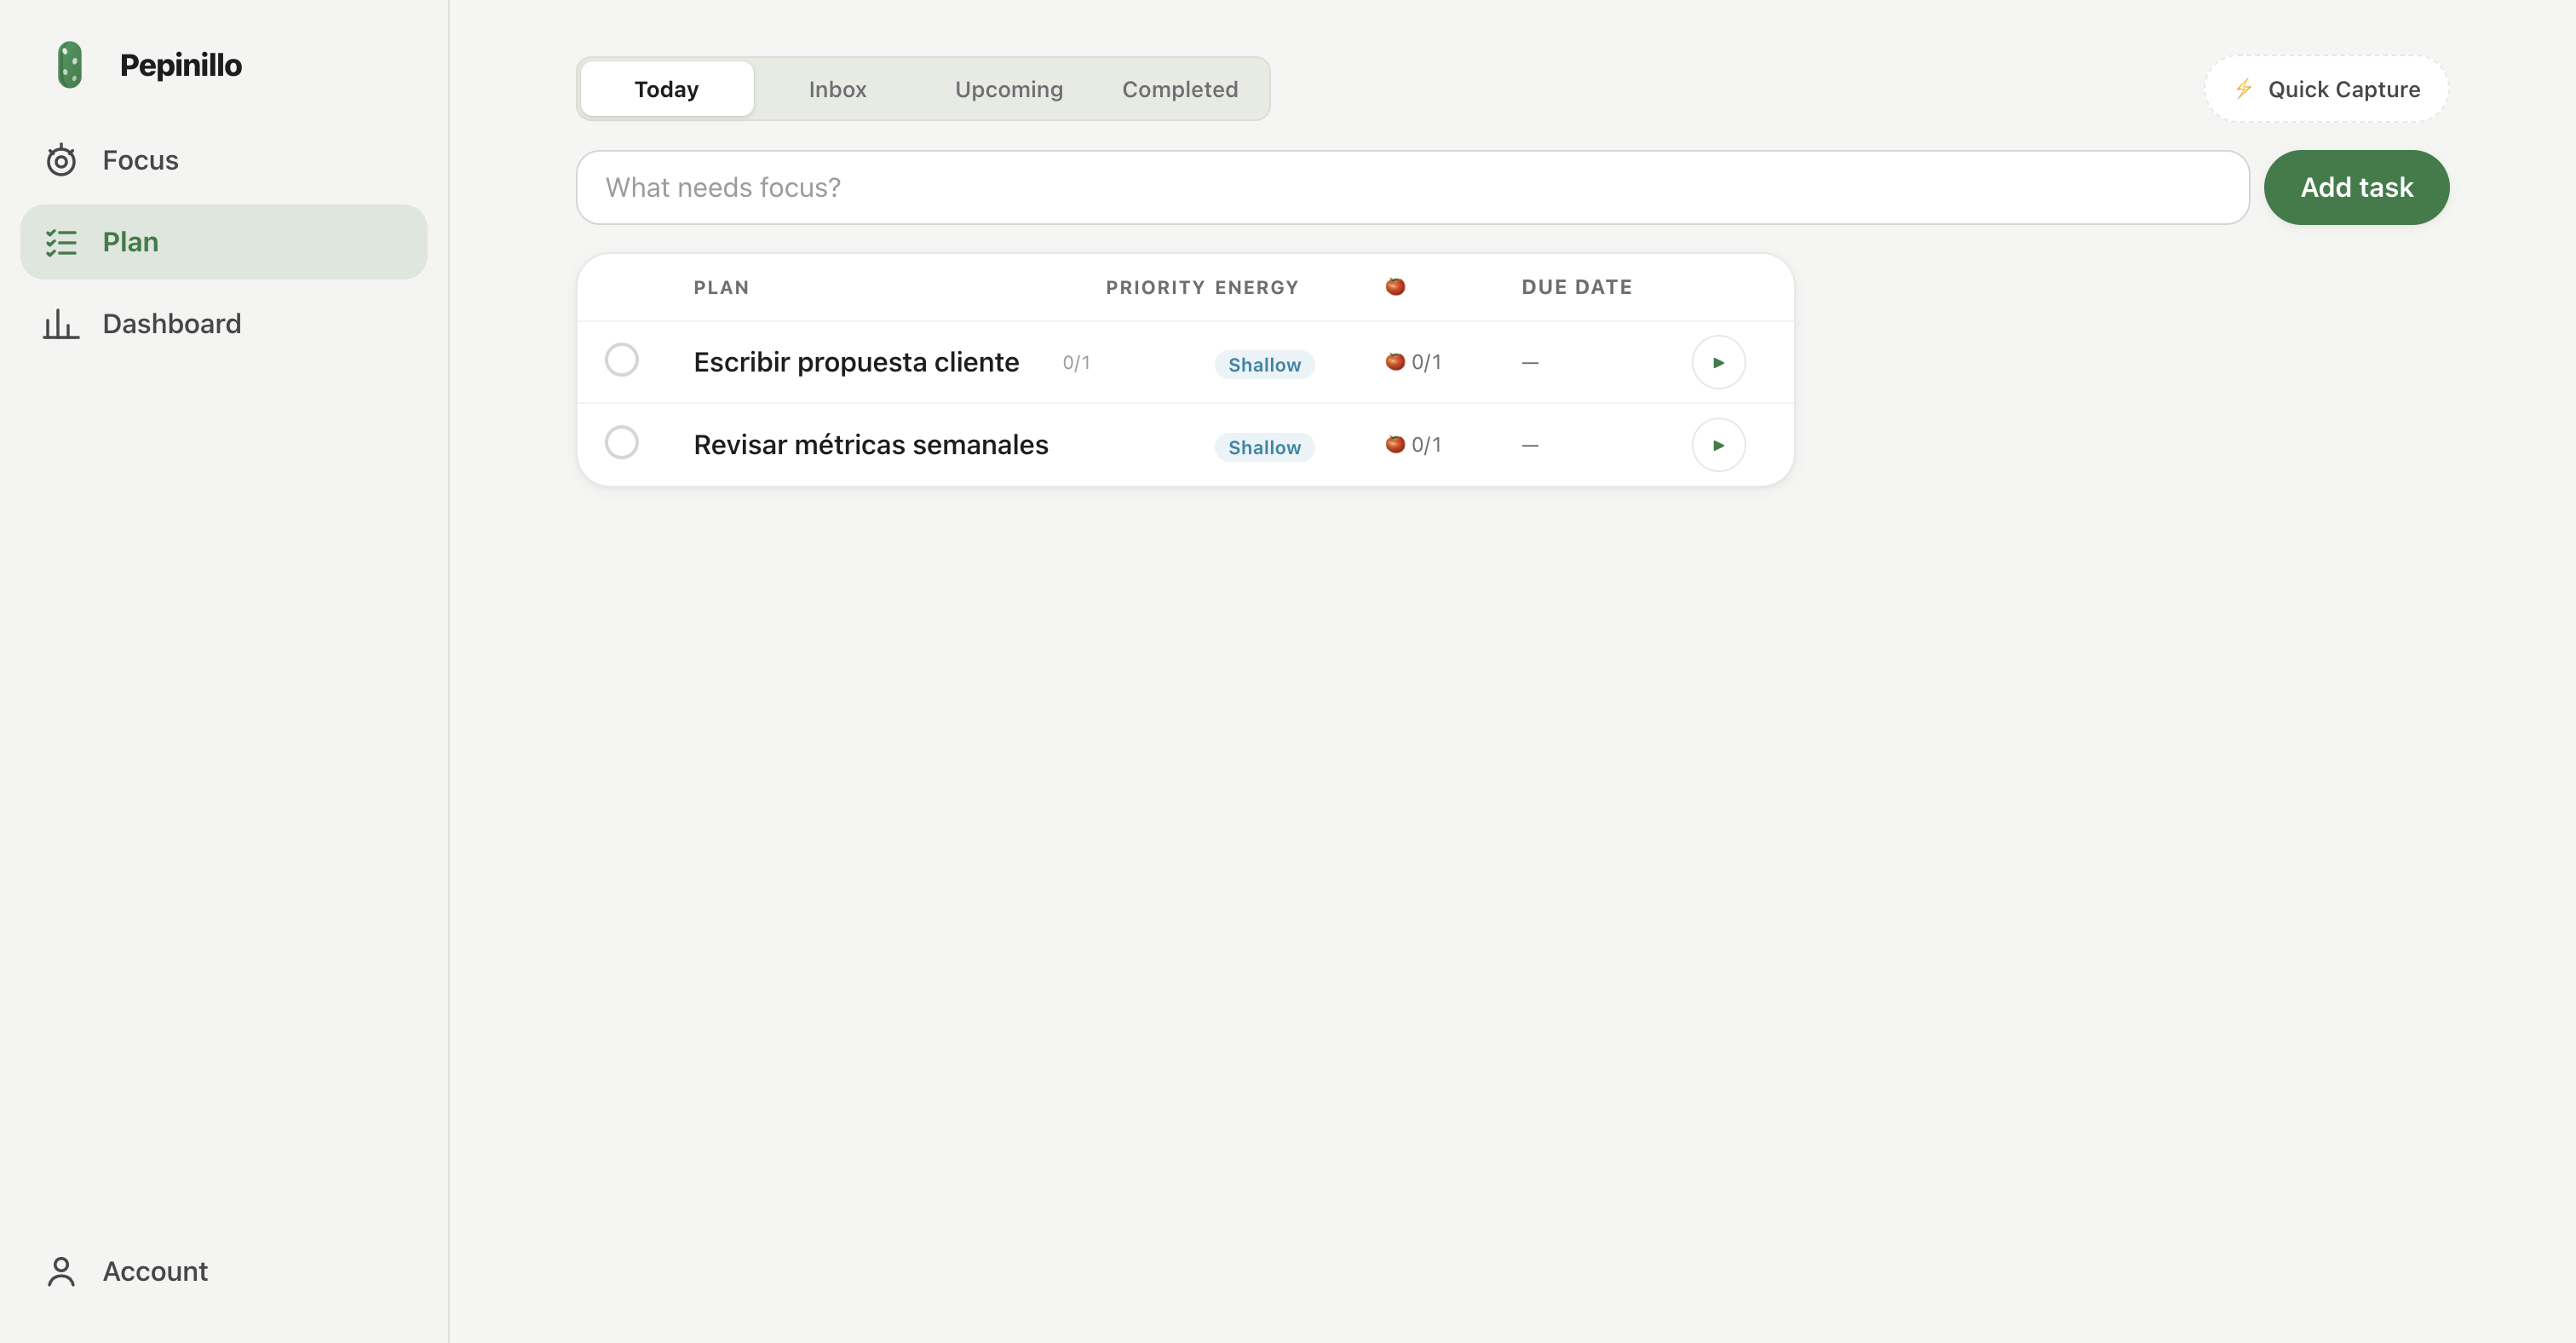 Pepinillo
Focus
Plan
Dashboard
Account
Today Inbox Upcoming Completed
Quick Capture
What needs focus?
Add task
PLAN PRIORITY ENERGY DUE DATE
Escribir propuesta cliente 0/1 Shallow 0/1 —
Revisar métricas semanales Shallow 0/1 —